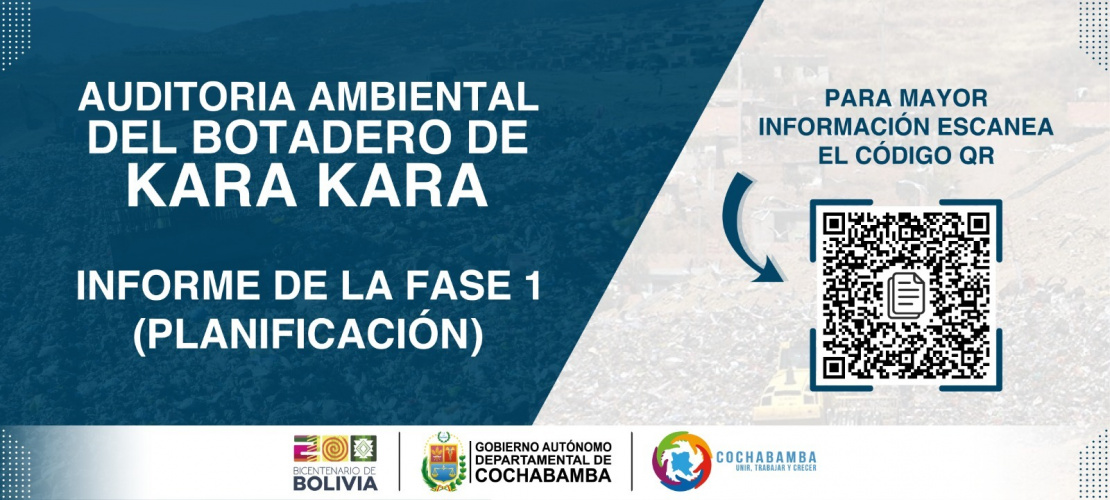 AUDITORIA AMBIENTAL
DEL BOTADERO DE
KARA KARA
INFORME DE LA FASE 1
(PLANIFICACIÓN)
PARA MAYOR
INFORMACIÓN ESCANEA
EL CÓDIGO QR
BICENTENARIO DE
BOLIVIA
GOBIERNO AUTÓNOMO
DEPARTAMENTAL DE
COCHABAMBA
COCHABAMBA
UNIR, TRABAJAR Y CRECER